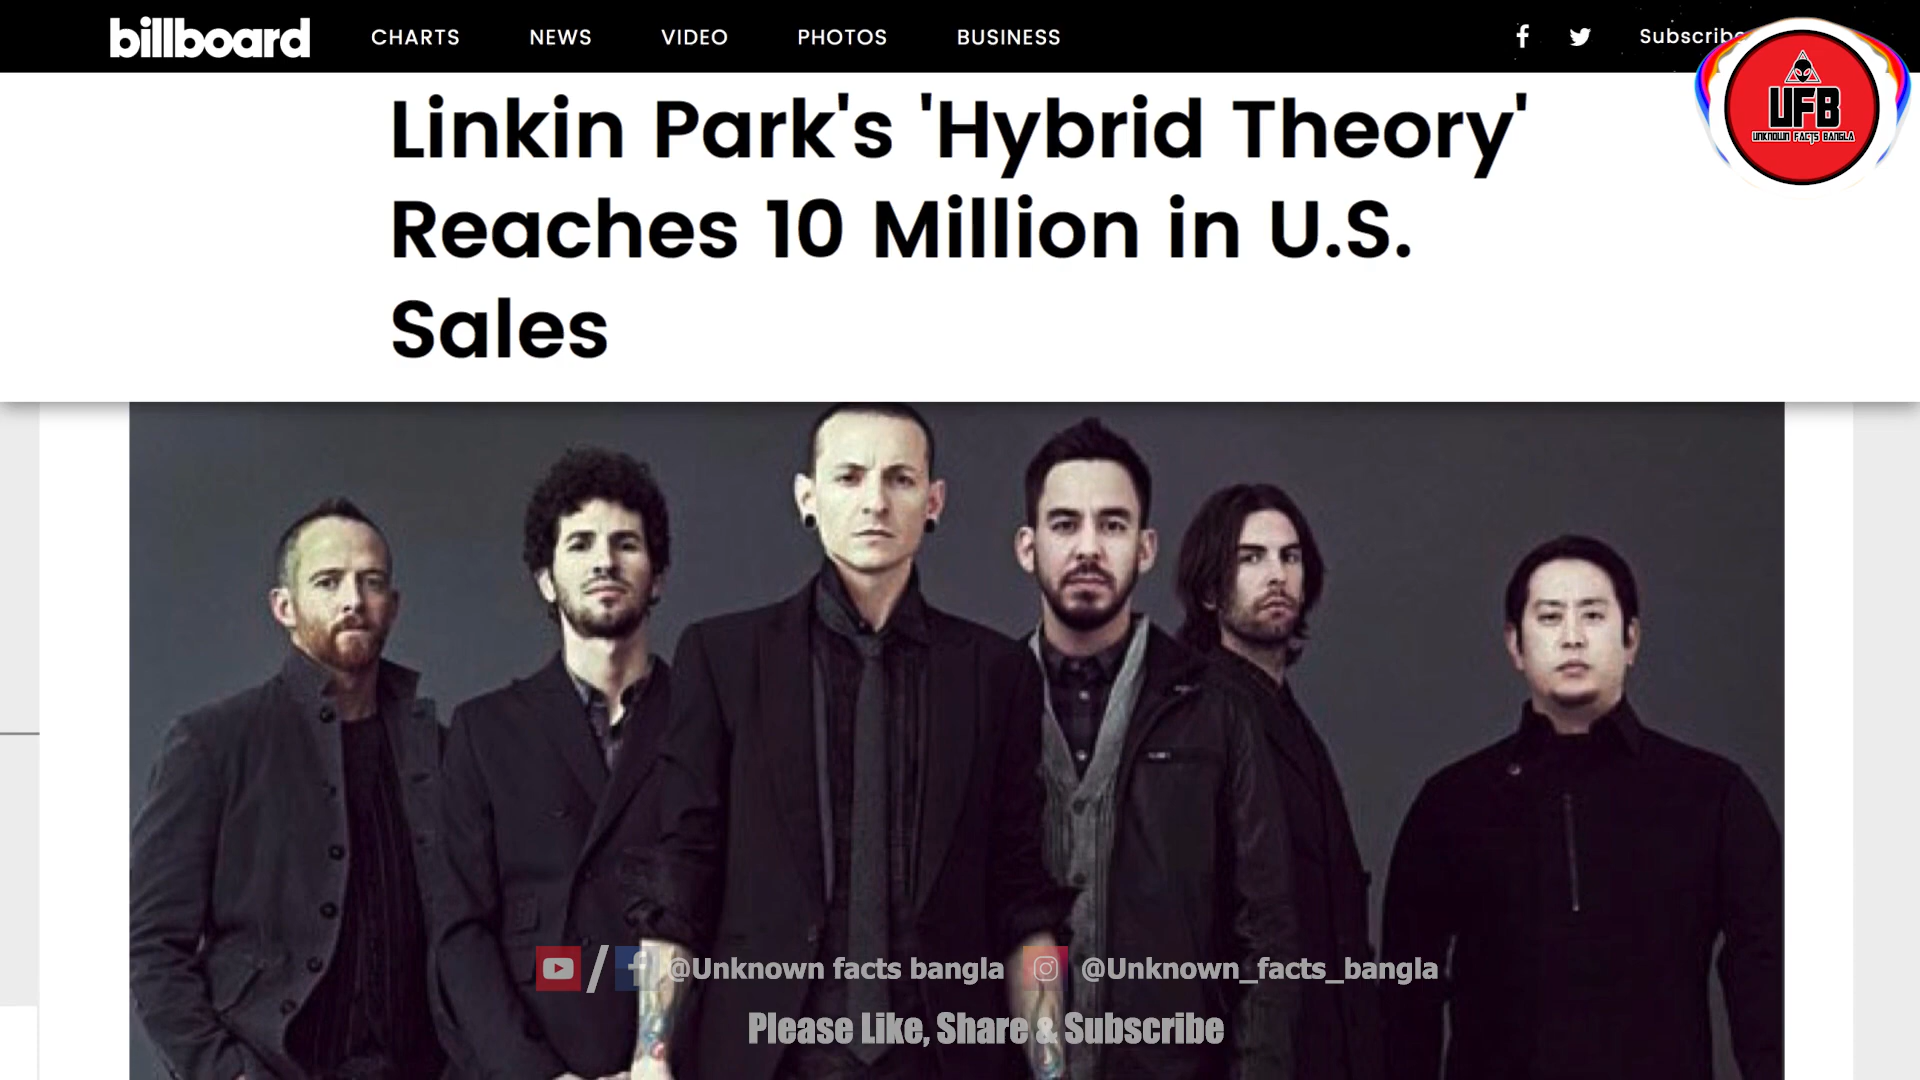 billboard CHARTS NEWS VIDEO PHOTOS BUSINESS Subscribe
UFB
UNKNOWN FACTS BANGLA
Linkin Park's 'Hybrid Theory'
Reaches 10 Million in U.S.
Sales
@Unknown facts bangla @Unknown_facts_bangla
Please Like, Share & Subscribe